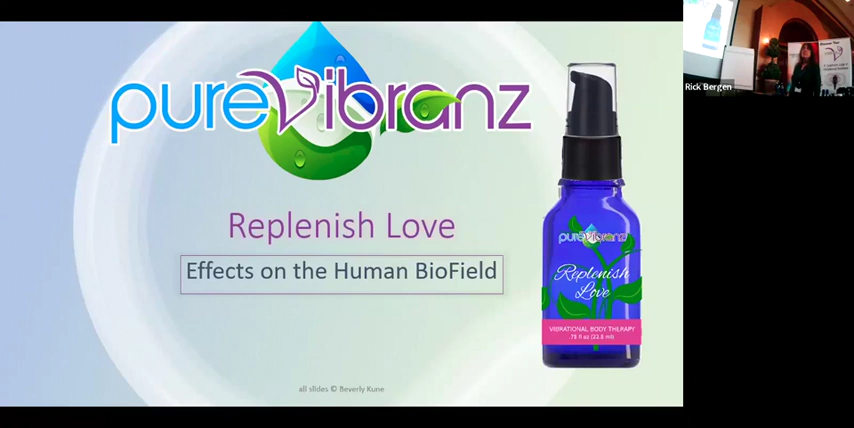 pureVibranz
Replenish Love
Effects on the Human BioField
all slides © Beverly Kune
pureVibranz
Replenish
Love
VIBRATIONAL BODY THERAPY
.75 fl oz (22.8 ml)
Rick Bergen